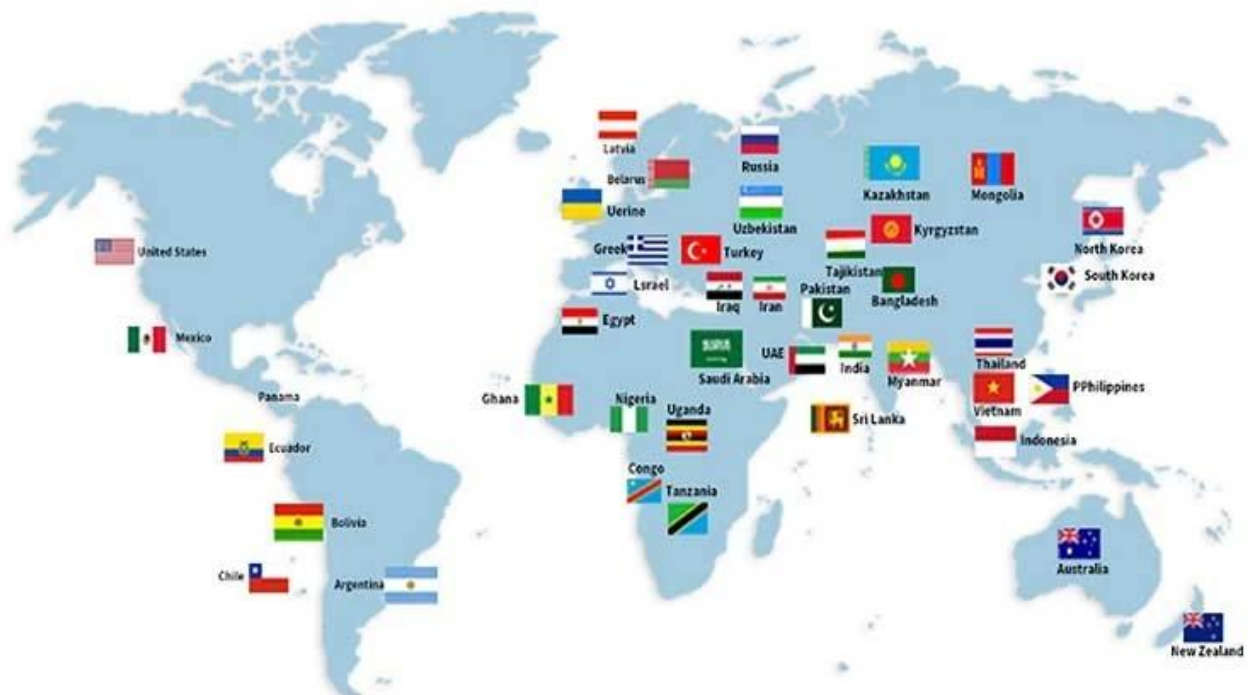 Latvia
Russia
Belarus
Kazakhstan
Mongolia
Uerine
Uzbekistan
Kyrgyzstan
North Korea
United States
Greek
Turkey
Tajikistan
South Korea
Lsrael
Iraq
Iran
Pakistan
Bangladesh
Egypt
Mexico
Saudi Arabia
UAE
India
Myanmar
Thailand
Panama
Ghana
Nigeria
Uganda
Sri Lanka
Vietnam
PPhilippines
Ecuador
Indonesia
Congo
Tanzania
Bolivia
Chile
Argentina
Australia
New Zealand